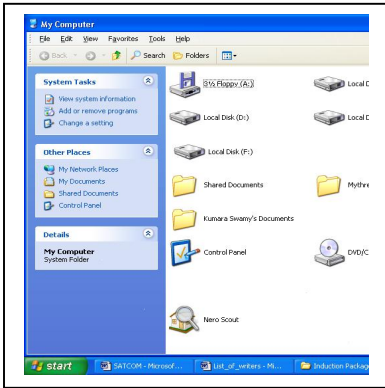 My Computer
File Edit View Favorites Tools Help
Back Search Folders
System Tasks
View system information
Add or remove programs
Change a setting
Other Places
My Network Places
My Documents
Shared Documents
Control Panel
Details
My Computer
System Folder
3½ Floppy (A:) Local D
Local Disk (D:) Local D
Local Disk (F:)
Shared Documents Mythre
Kumara Swamy's Documents
Control Panel DVD/C
Nero Scout
start SATCOM - Microsof... List_of_writers - Mi... Induction Package